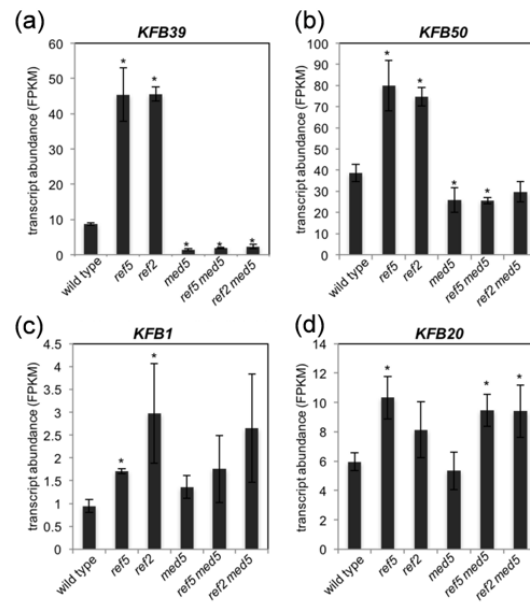 (a)
KFB39
transcript abundance (FPKM)
60
50
40
30
20
10
0
*
*
*
*
*
wild type
ref5
ref2
med5
ref5 med5
ref2 med5
(b)
KFB50
transcript abundance (FPKM)
100
90
80
70
60
50
40
30
20
10
0
*
*
*
*
wild type
ref5
ref2
med5
ref5 med5
ref2 med5
(c)
KFB1
transcript abundance (FPKM)
4.5
4
3.5
3
2.5
2
1.5
1
0.5
0
*
*
wild type
ref5
ref2
med5
ref5 med5
ref2 med5
(d)
KFB20
transcript abundance (FPKM)
14
12
10
8
6
4
2
0
*
*
*
wild type
ref5
ref2
med5
ref5 med5
ref2 med5